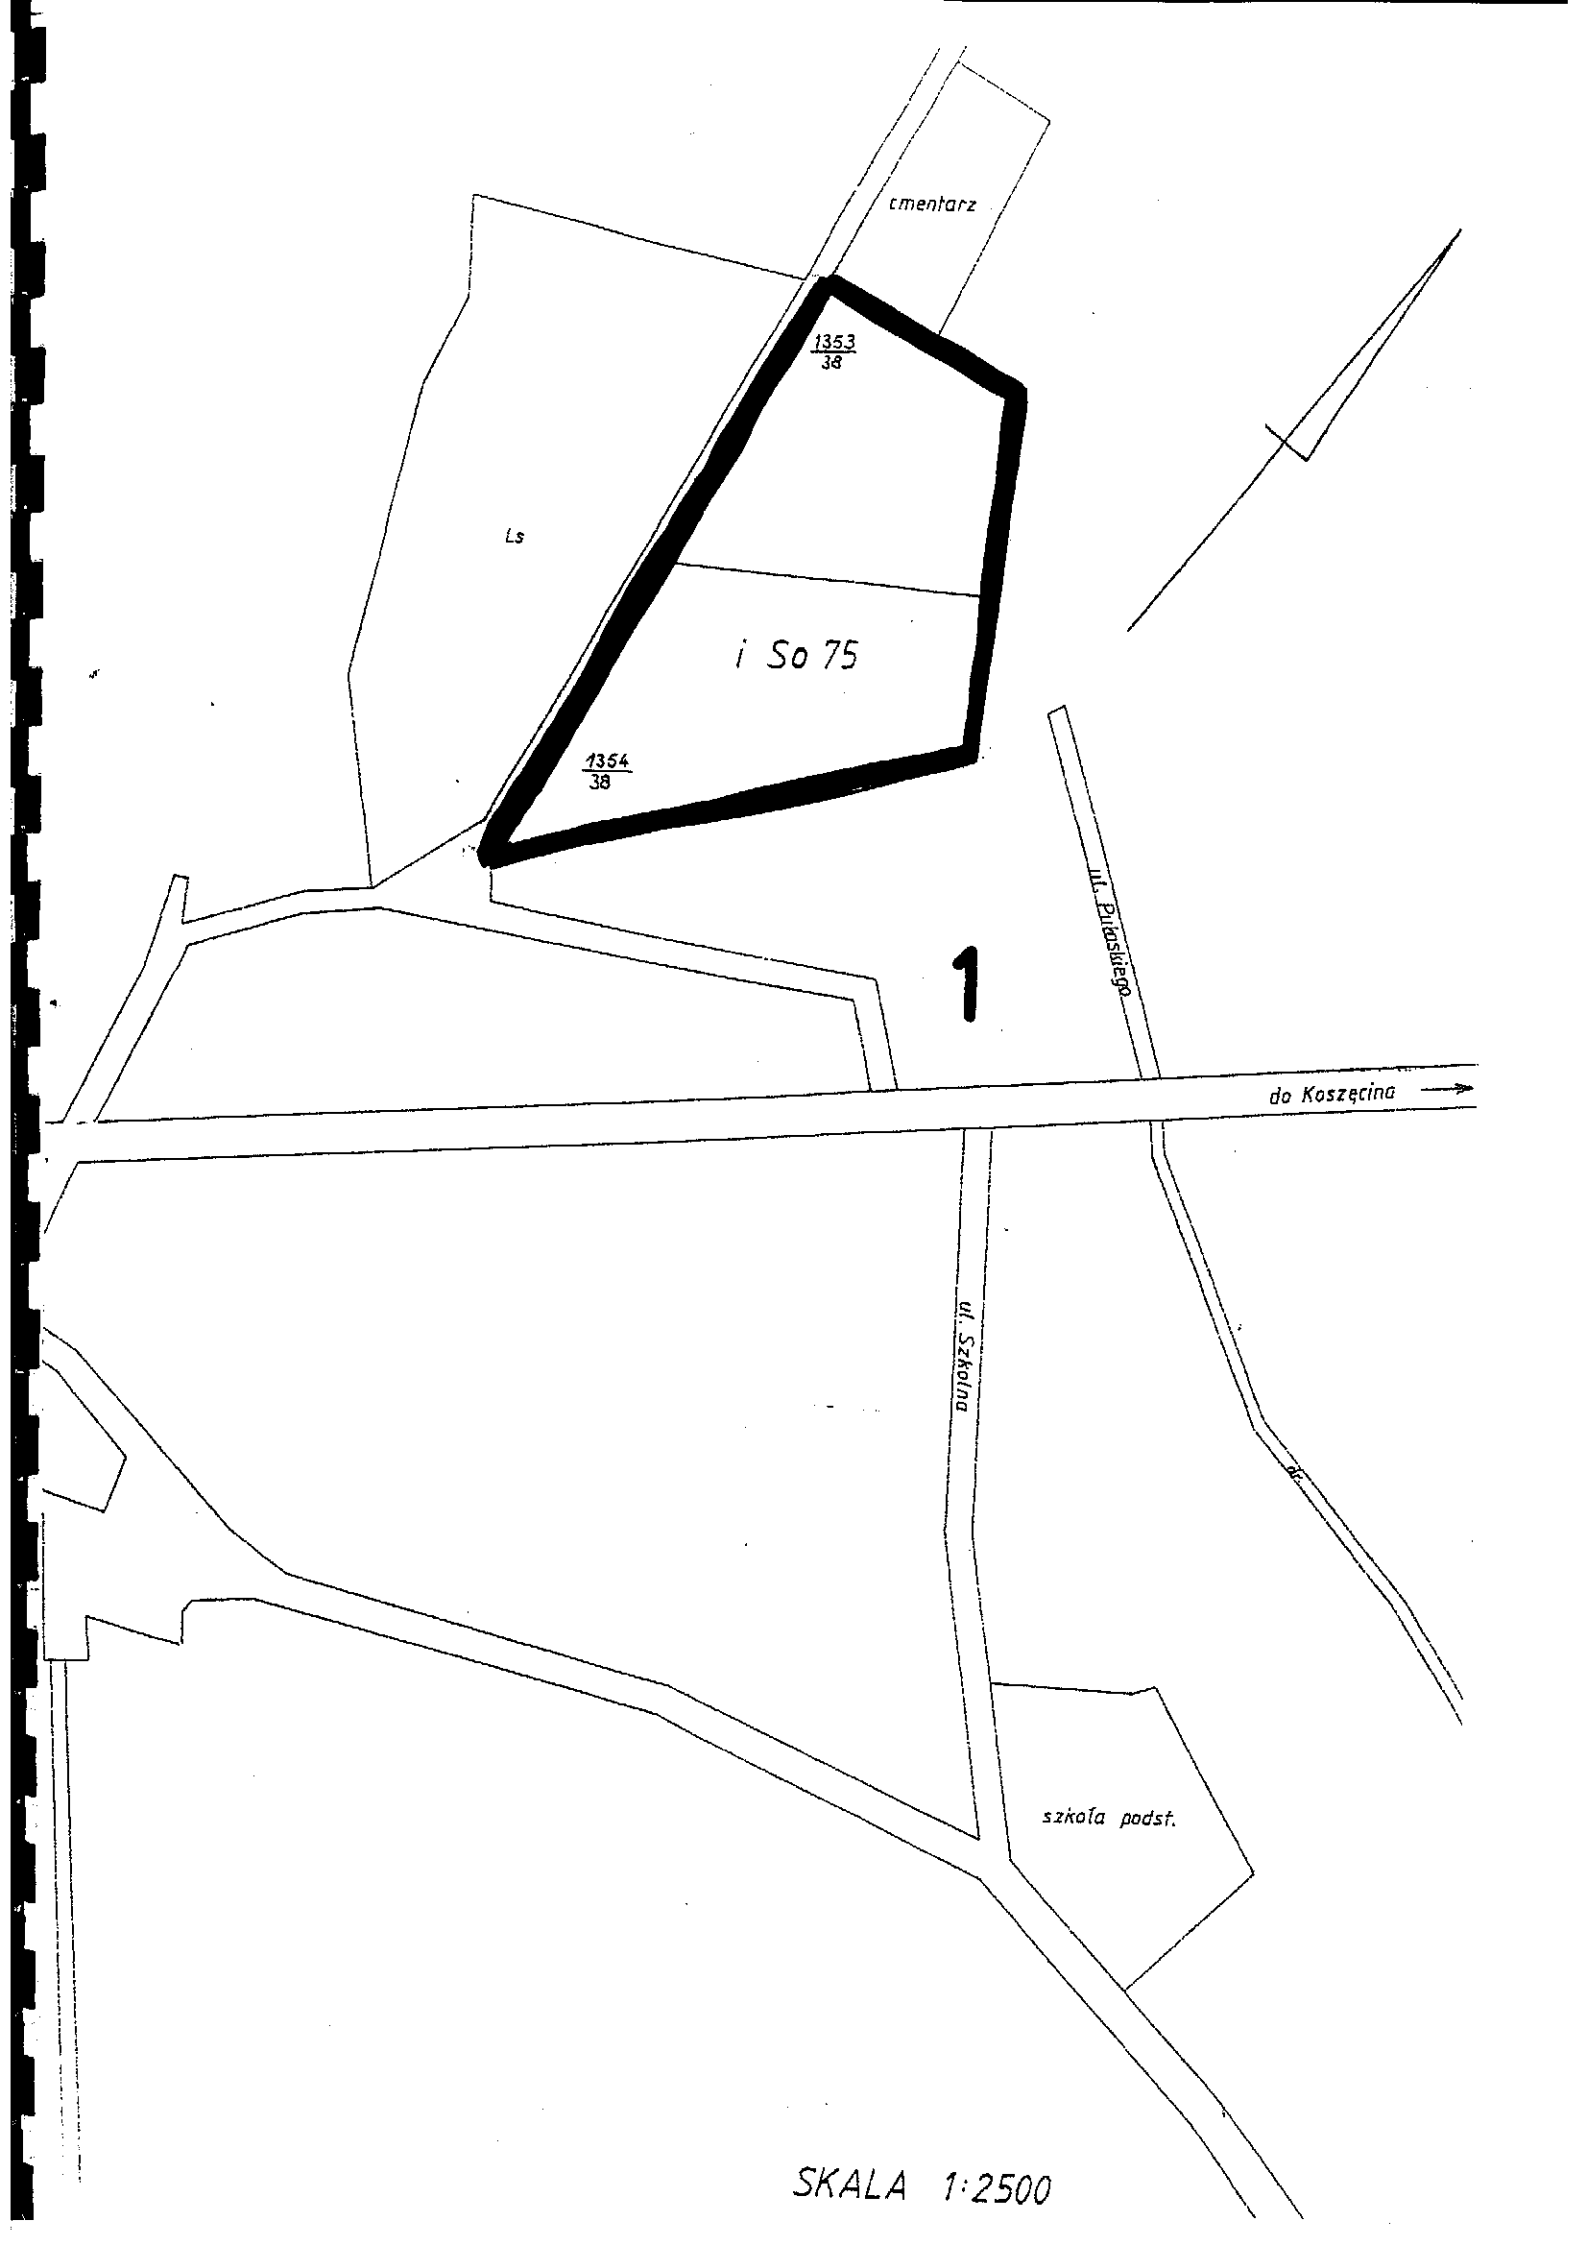 cmentarz
1353
38
Ls
i So 75
1354
38
ul. Pułaskiego
1
do Koszęcina
ul. Szkolna
dr.
szkoła podst.
SKALA 1:2500